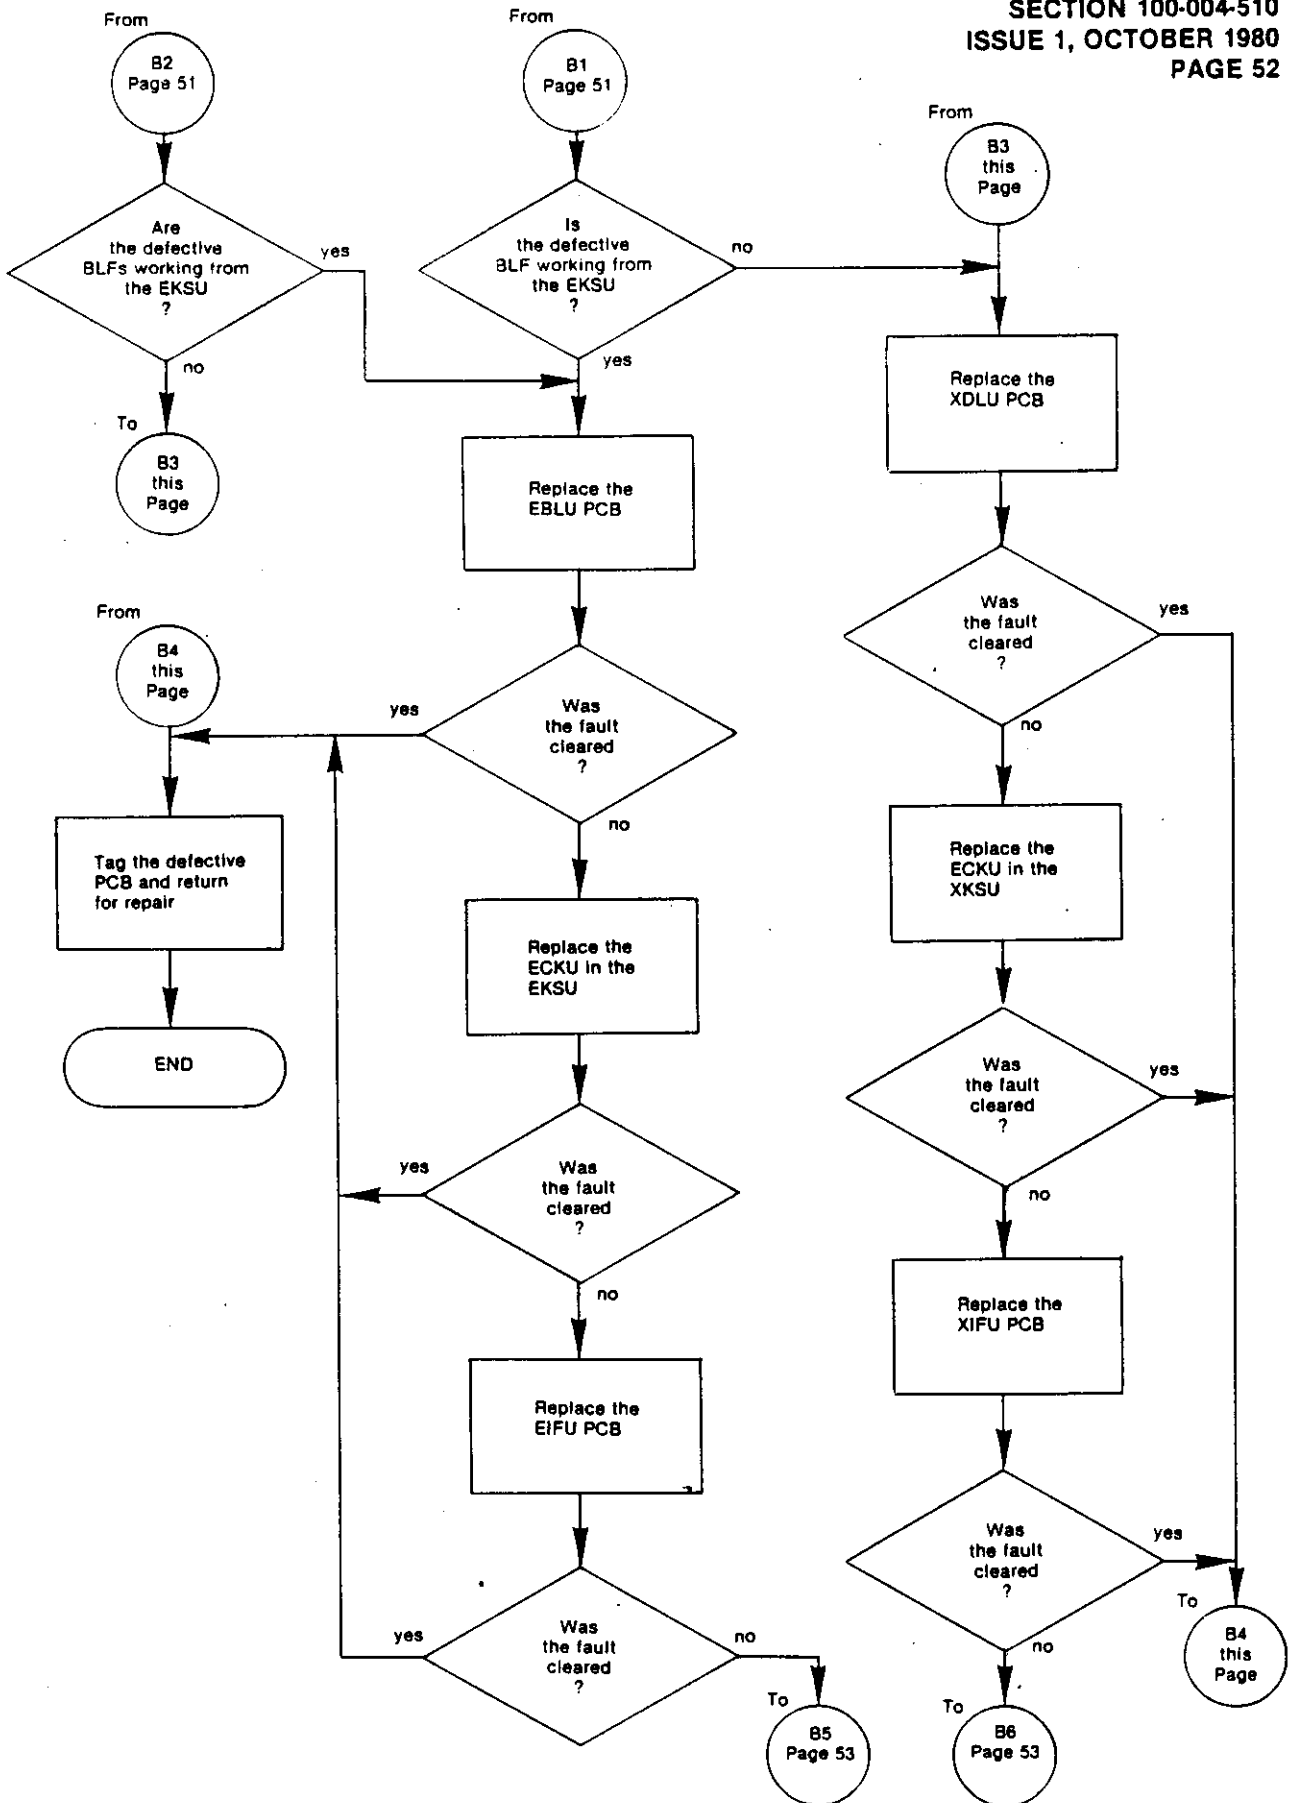 SECTION 100-004-510
ISSUE 1, OCTOBER 1980
PAGE 52
From
B2
Page 51
Are
the defective
BLFs working from
the EKSU
?
yes
no
To
B3
this
Page
From
B4
this
Page
Tag the defective
PCB and return
for repair
END
From
B1
Page 51
Is
the defective
BLF working from
the EKSU
?
no
yes
Replace the
EBLU PCB
Was
the fault
cleared
?
yes
no
Replace the
ECKU in the
EKSU
Was
the fault
cleared
?
yes
no
Replace the
EIFU PCB
Was
the fault
cleared
?
yes
no
To
B5
Page 53
From
B3
this
Page
Replace the
XDLU PCB
Was
the fault
cleared
?
yes
no
Replace the
ECKU in the
XKSU
Was
the fault
cleared
?
yes
no
Replace the
XIFU PCB
Was
the fault
cleared
?
yes
no
To
B4
this
Page
To
B6
Page 53